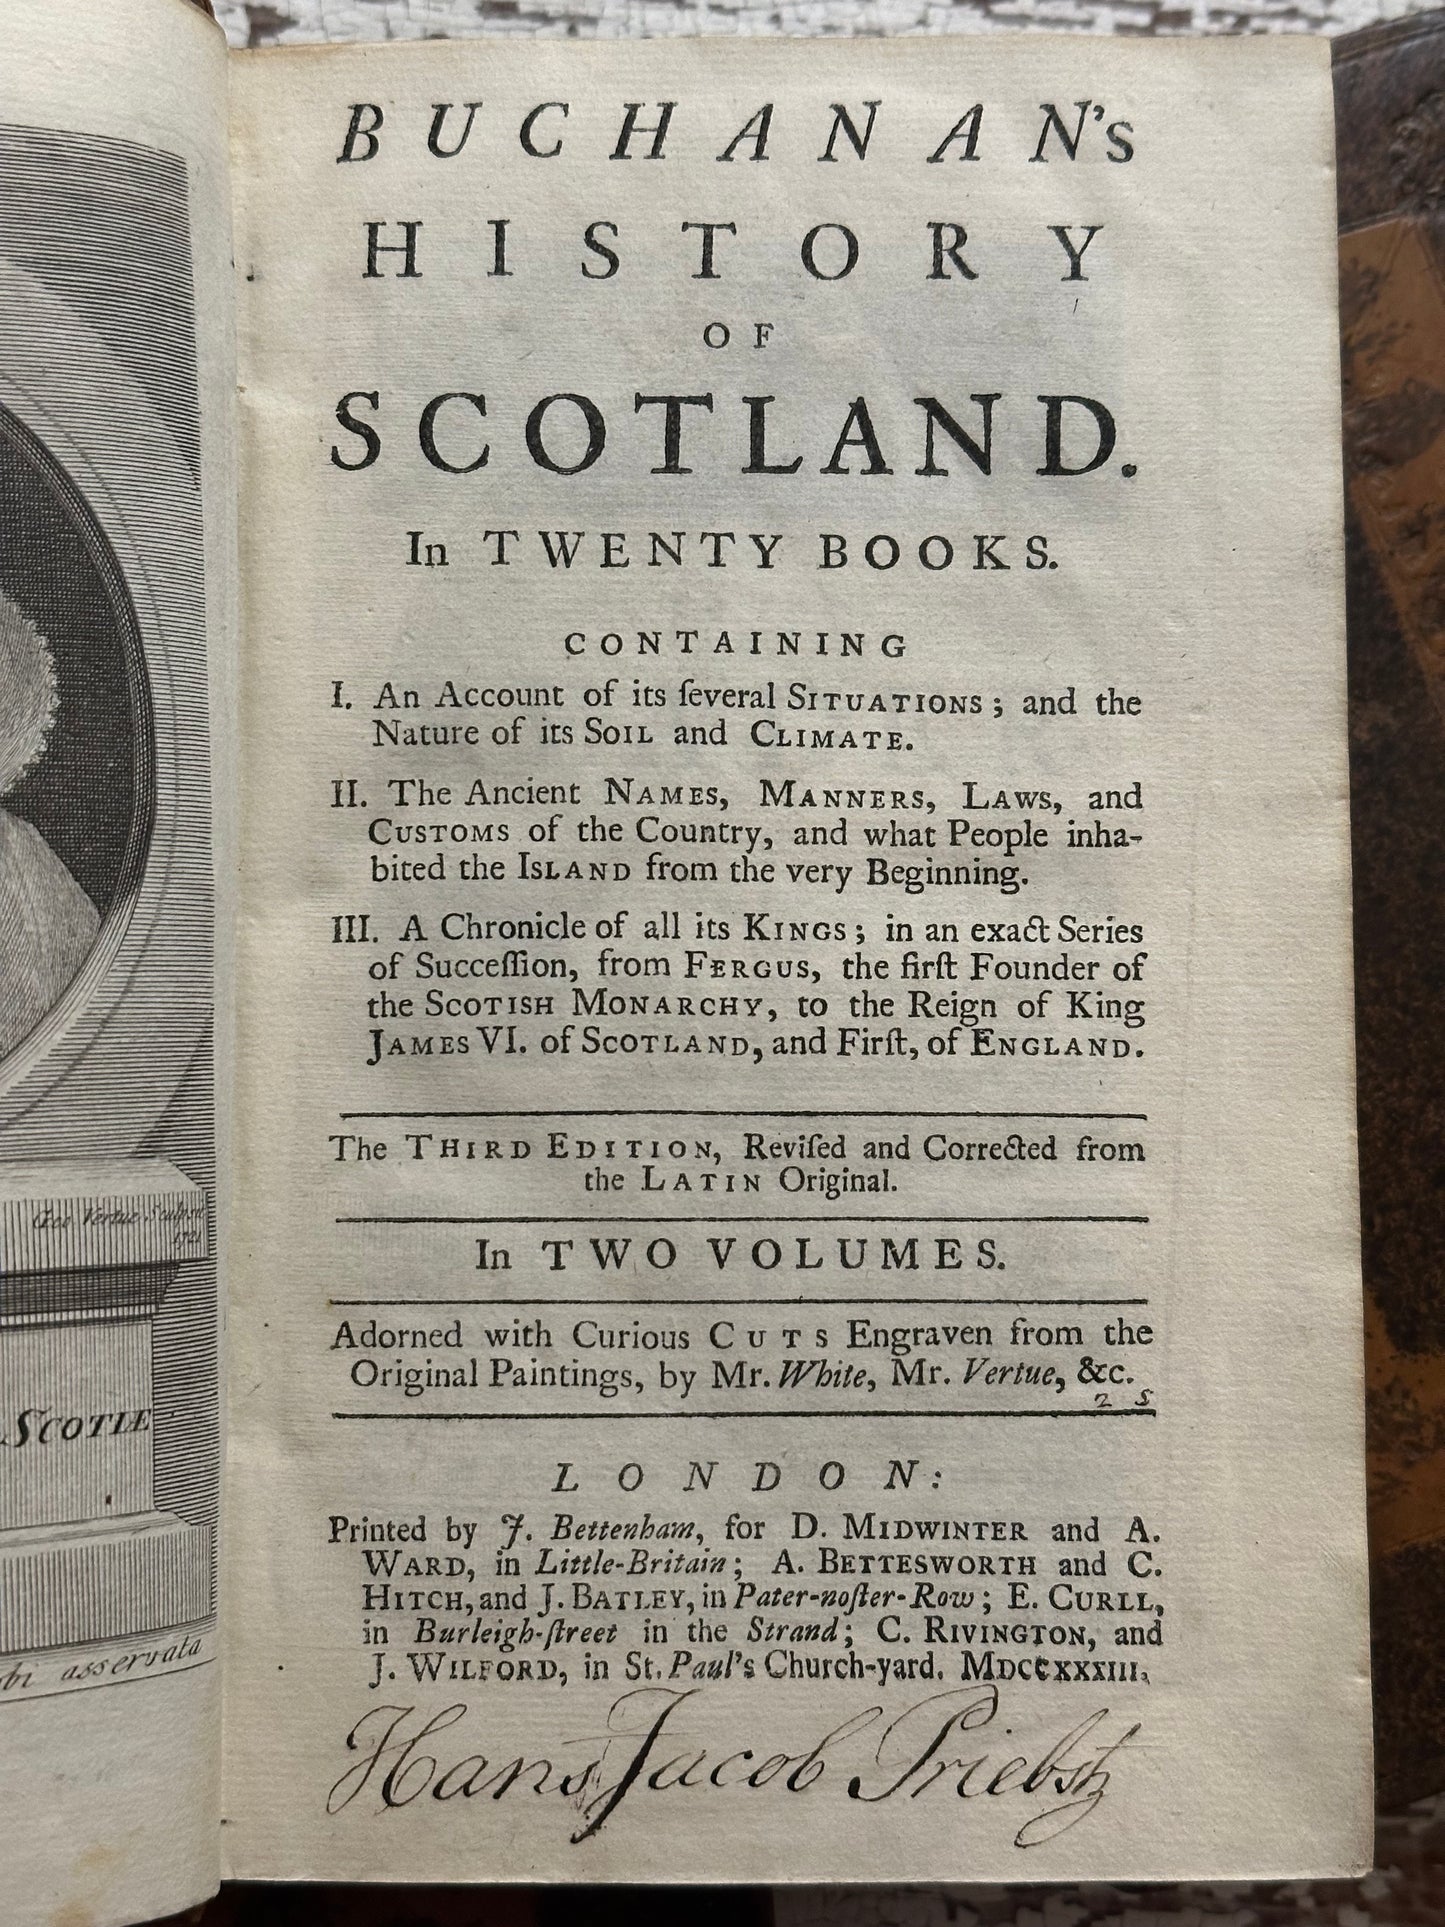 BUCHANAN's
HISTORY
OF
SCOTLAND.
In TWENTY BOOKS.
CONTAINING
I. An Account of its ſeveral SITUATIONS; and the
Nature of its SOIL and CLIMATE.
II. The Ancient NAMES, MANNERS, LAWS, and
CUSTOMS of the Country, and what People inha-
bited the ISLAND from the very Beginning.
III. A Chronicle of all its KINGS; in an exact Series
of Succeſſion, from FERGUS, the firſt Founder of
the SCOTISH MONARCHY, to the Reign of King
JAMES VI. of SCOTLAND, and Firſt, of ENGLAND.
The THIRD EDITION, Reviſed and Corrected from
the LATIN Original.
In TWO VOLUMES.
Adorned with Curious CUTS Engraven from the
Original Paintings, by Mr. White, Mr. Vertue, &c.
2 s
LONDON:
Printed by J. Bettenham, for D. MIDWINTER and A.
WARD, in Little-Britain; A. BETTESWORTH and C.
HITCH, and J. BATLEY, in Pater-noſter-Row; E. CURLL,
in Burleigh-ſtreet in the Strand; C. RIVINGTON, and
J. WILFORD, in St. Paul's Church-yard. MDCCXXXIII.
Hans Jacob Priebstz
Geo Vertue Sculpsit
1721
SCOTIÆ
ibi asservata